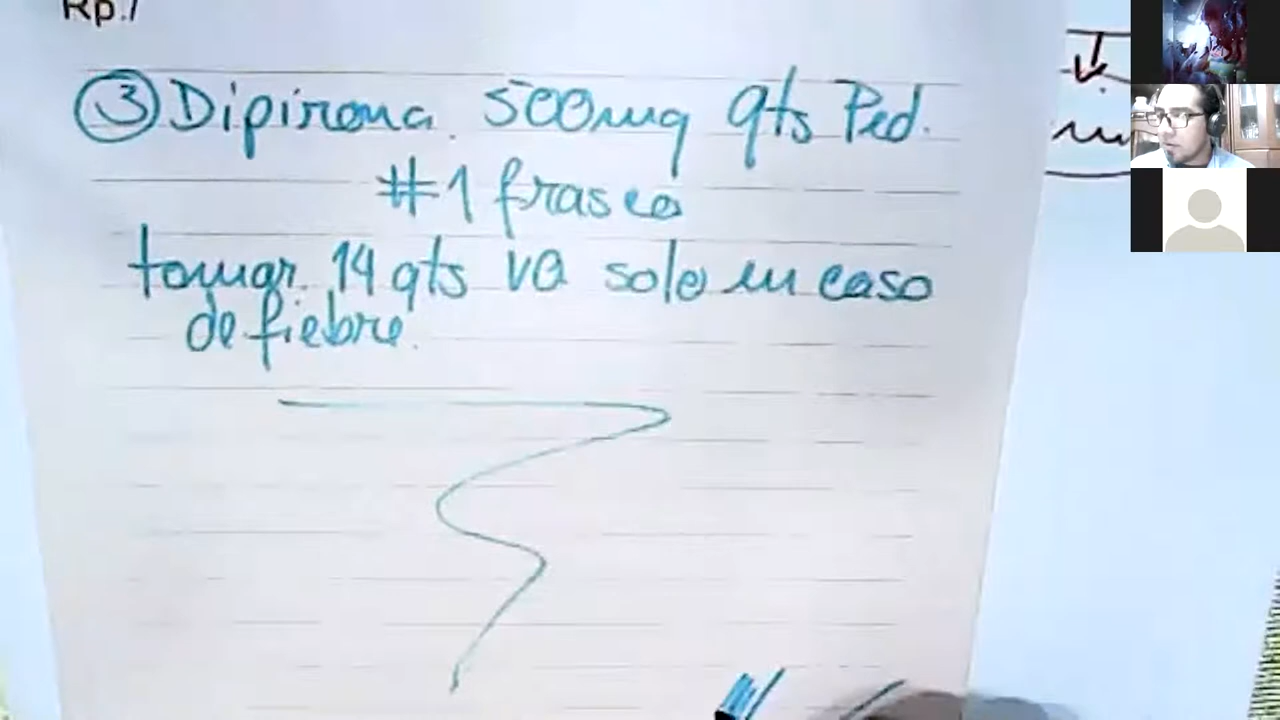 Rp./
③ Dipirona. 500mg gts Ped.
#1 frasco
tomar 14 gts VO solo en caso
de fiebre.